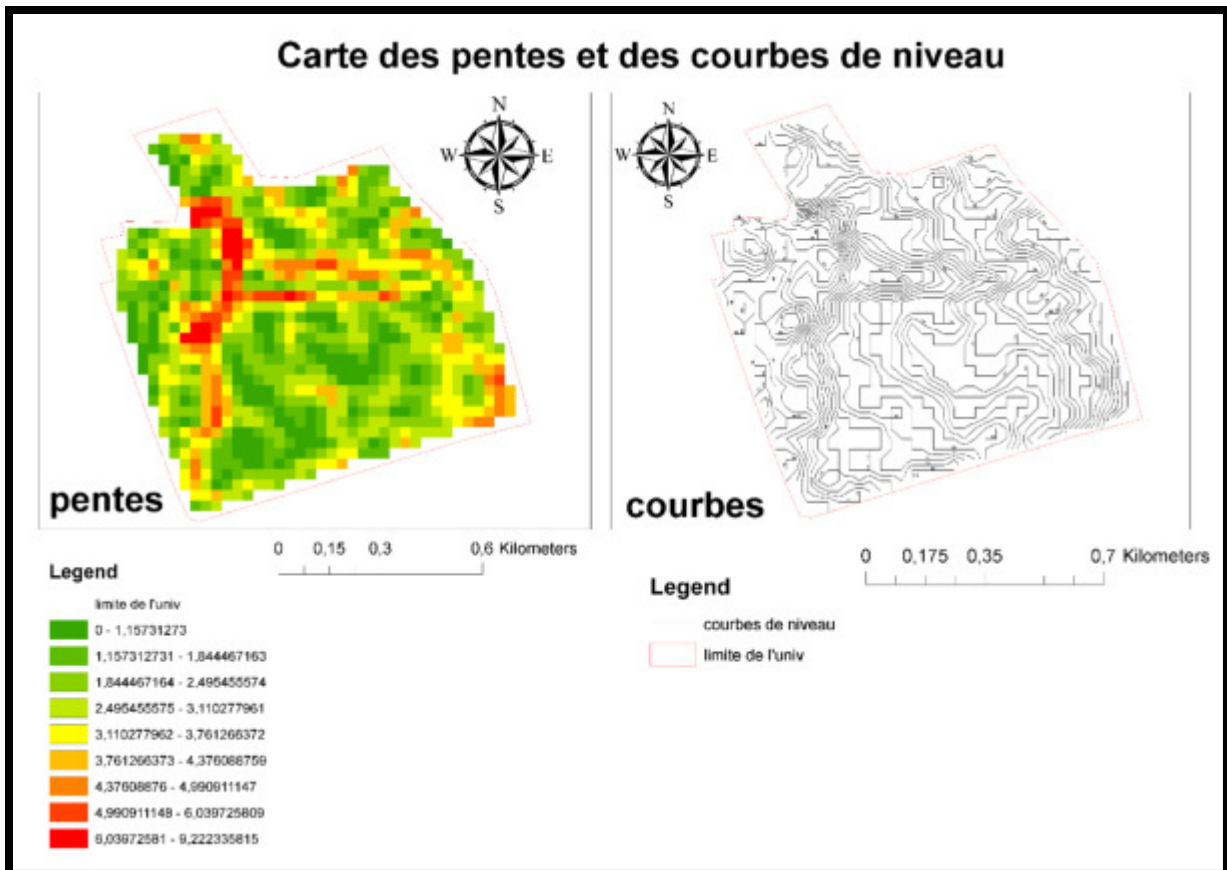 Carte des pentes et des courbes de niveau
N
W E
S
N
W E
S
pentes
courbes
0 0,15 0,3 0,6 Kilometers
Legend
limite de l'univ
0 - 1,15731273
1,157312731 - 1,844467163
1,844467164 - 2,495455574
2,495455575 - 3,110277961
3,110277962 - 3,761266372
3,761266373 - 4,376088759
4,37608876 - 4,990911147
4,990911148 - 6,039725809
6,03972581 - 9,222335815
0 0,175 0,35 0,7 Kilometers
Legend
courbes de niveau
limite de l'univ